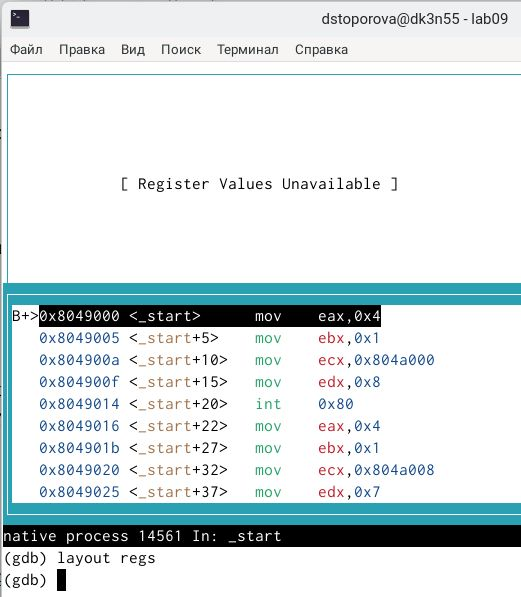 dstoporova@dk3n55 - lab09
Файл Правка Вид Поиск Терминал Справка
[ Register Values Unavailable ]
B+>0x8049000 <_start> mov eax,0x4
0x8049005 <_start+5> mov ebx,0x1
0x804900a <_start+10> mov ecx,0x804a000
0x804900f <_start+15> mov edx,0x8
0x8049014 <_start+20> int 0x80
0x8049016 <_start+22> mov eax,0x4
0x804901b <_start+27> mov ebx,0x1
0x8049020 <_start+32> mov ecx,0x804a008
0x8049025 <_start+37> mov edx,0x7
native process 14561 In: _start
(gdb) layout regs
(gdb)